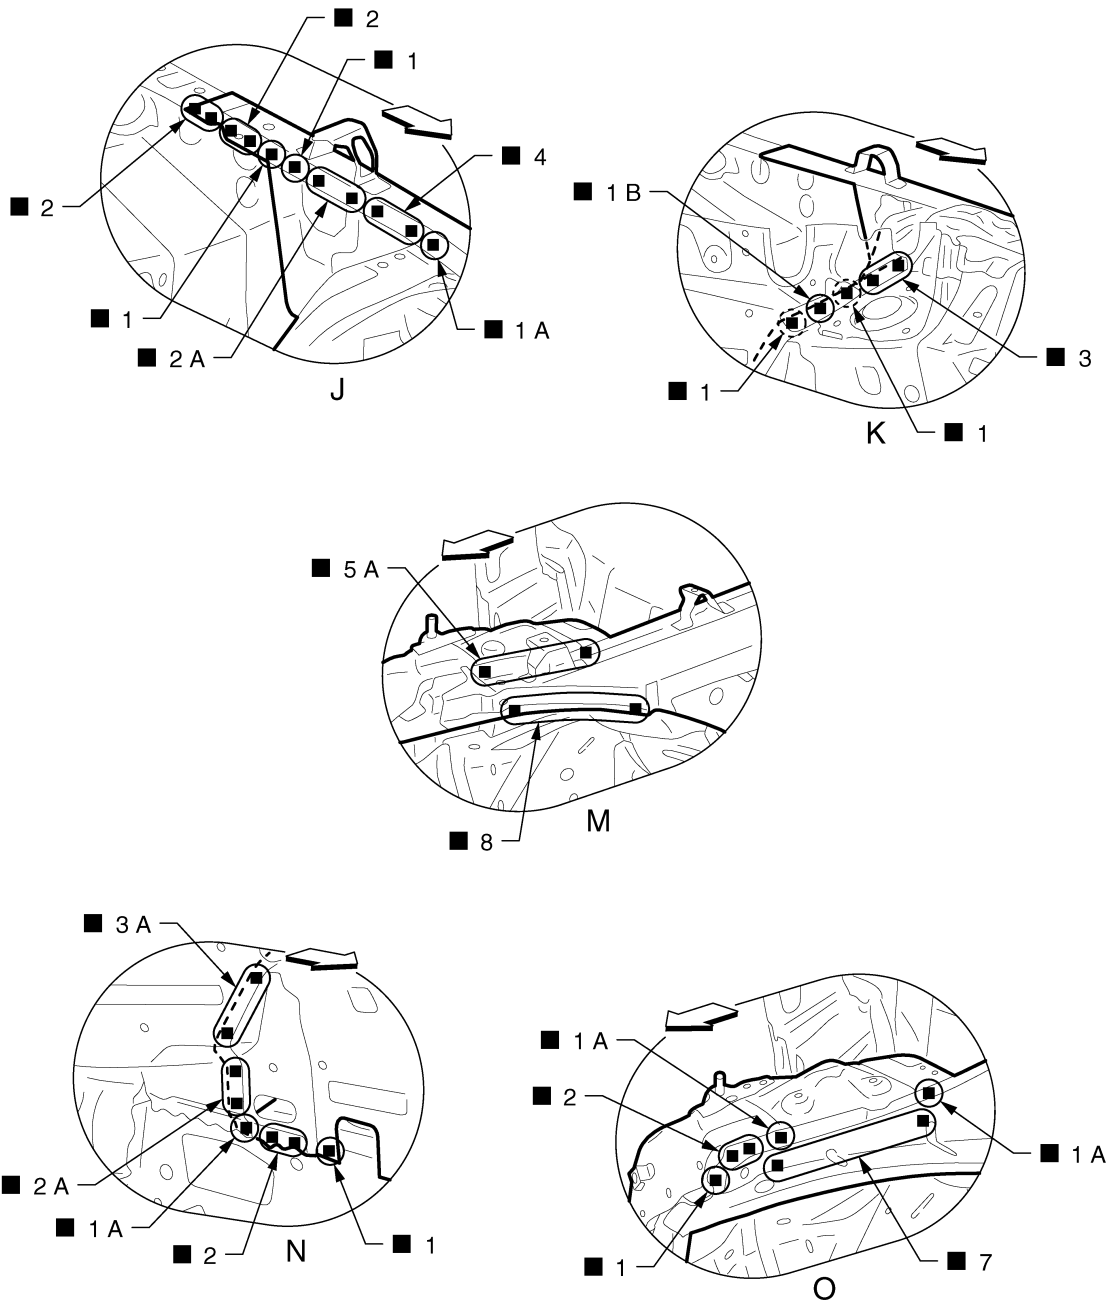 ■ 2
■ 1
■ 4
■ 2
■ 1
■ 2 A
■ 1 A
J
■ 1 B
■ 3
■ 1
■ 1
K
■ 5 A
■ 8
M
■ 3 A
■ 2 A
■ 1 A
■ 2
■ 1
N
■ 1 A
■ 2
■ 1 A
■ 1
■ 7
O